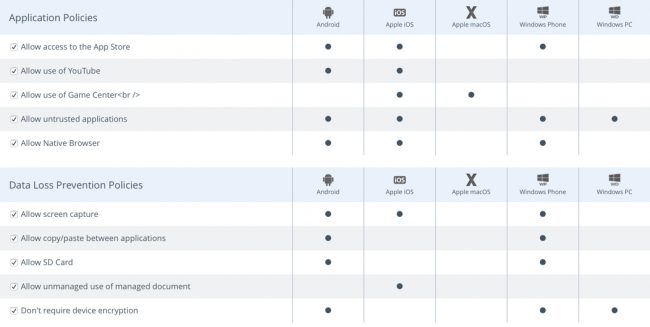 Application Policies
Android
iOS
Apple iOS
X
Apple macOS
WP
Windows Phone
WD
Windows PC
Allow access to the App Store
Allow use of YouTube
Allow use of Game Center<br />
Allow untrusted applications
Allow Native Browser
Data Loss Prevention Policies
Android
iOS
Apple iOS
X
Apple macOS
WP
Windows Phone
WD
Windows PC
Allow screen capture
Allow copy/paste between applications
Allow SD Card
Allow unmanaged use of managed document
Don't require device encryption